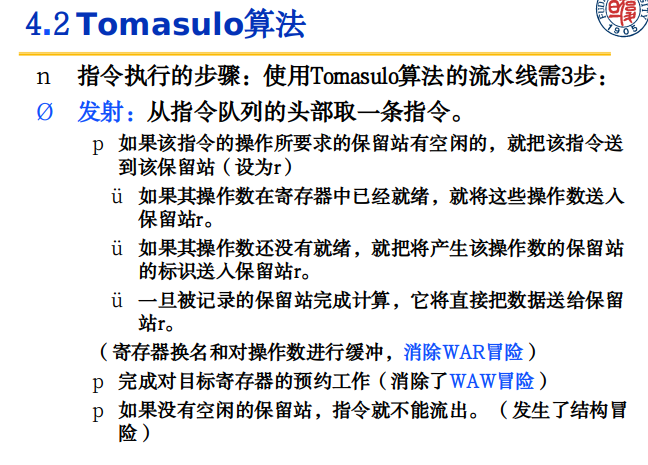 4.2 Tomasulo算法
n 指令执行的步骤：使用Tomasulo算法的流水线需3步：
Ø 发射：从指令队列的头部取一条指令。
p 如果该指令的操作所要求的保留站有空闲的，就把该指令送
到该保留站（设为r）
ü 如果其操作数在寄存器中已经就绪，就将这些操作数送入
保留站r。
ü 如果其操作数还没有就绪，就把将产生该操作数的保留站
的标识送入保留站r。
ü 一旦被记录的保留站完成计算，它将直接把数据送给保留
站r。
（寄存器换名和对操作数进行缓冲，消除WAR冒险）
p 完成对目标寄存器的预约工作（消除了WAW冒险）
p 如果没有空闲的保留站，指令就不能流出。（发生了结构冒
险）
1905